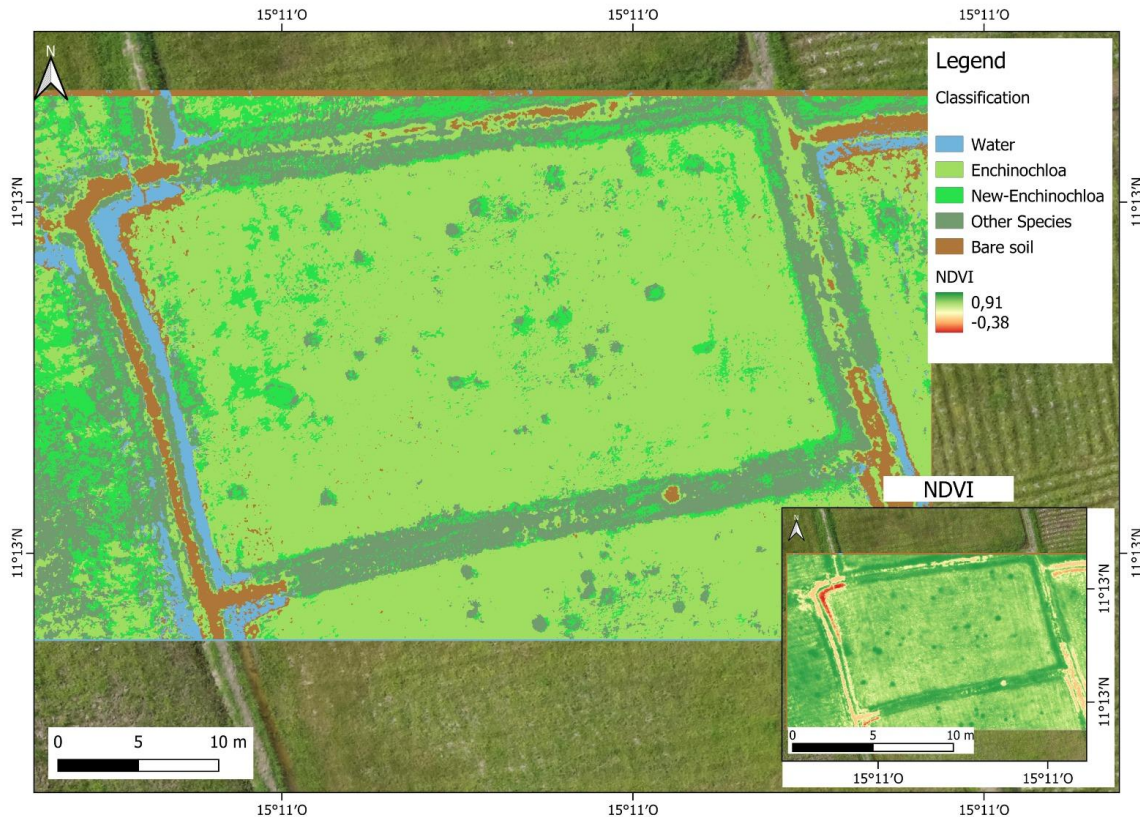 15°11′O 15°11′O 15°11′O
N
11°13′N 11°13′N
Legend
Classification
Water
Enchinochloa
New-Enchinochloa
Other Species
Bare soil
NDVI
0,91
-0,38
11°13′N 11°13′N
NDVI
N
11°13′N
11°13′N
0 5 10 m
15°11′O 15°11′O
0 5 10 m
15°11′O 15°11′O 15°11′O